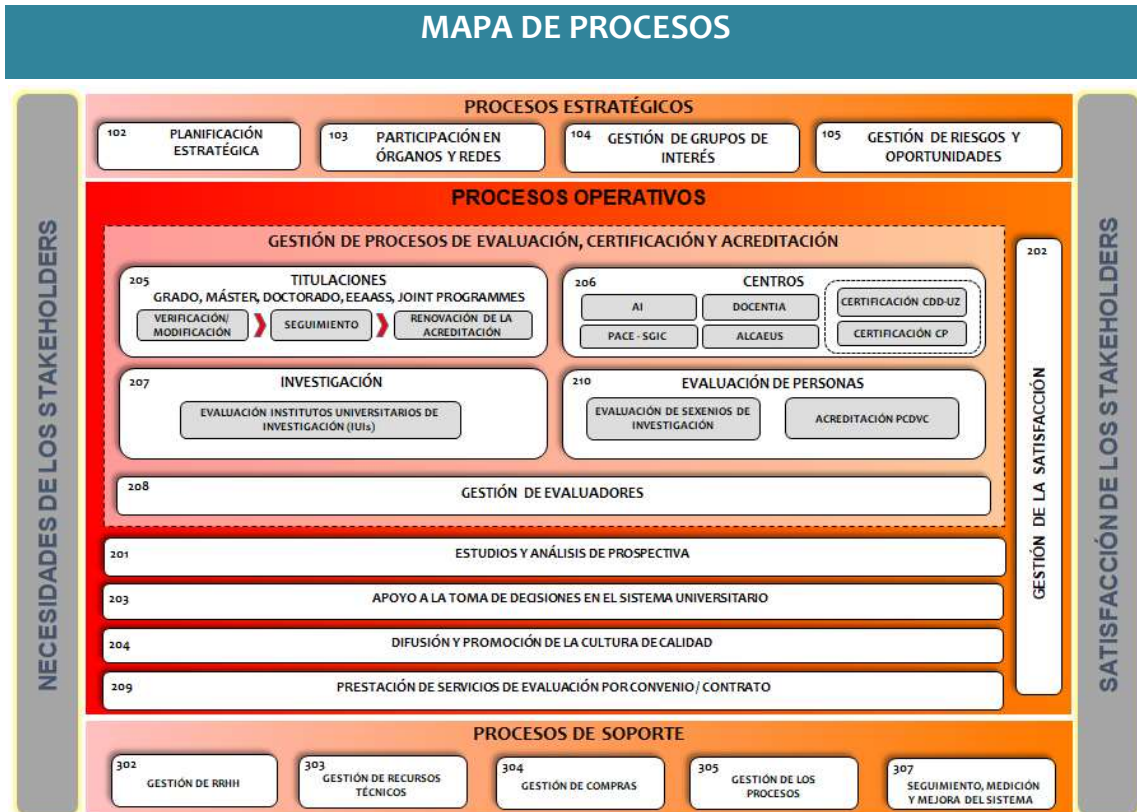 MAPA DE PROCESOS
NECESIDADES DE LOS STAKEHOLDERS
PROCESOS ESTRATÉGICOS
102
PLANIFICACIÓN
ESTRATÉGICA
103
PARTICIPACIÓN EN
ÓRGANOS Y REDES
104
GESTIÓN DE GRUPOS DE
INTERÉS
105
GESTIÓN DE RIESGOS Y
OPORTUNIDADES
PROCESOS OPERATIVOS
GESTIÓN DE PROCESOS DE EVALUACIÓN, CERTIFICACIÓN Y ACREDITACIÓN
205
TITULACIONES
GRADO, MÁSTER, DOCTORADO, EEAASS, JOINT PROGRAMMES
VERIFICACIÓN/
MODIFICACIÓN
SEGUIMIENTO
RENOVACIÓN DE LA
ACREDITACIÓN
206
CENTROS
AI
DOCENTIA
CERTIFICACIÓN CDD-UZ
PACE - SGIC
ALCAEUS
CERTIFICACIÓN CP
207
INVESTIGACIÓN
EVALUACIÓN INSTITUTOS UNIVERSITARIOS DE
INVESTIGACIÓN (IUIs)
210
EVALUACIÓN DE PERSONAS
EVALUACIÓN DE SEXENIOS DE
INVESTIGACIÓN
ACREDITACIÓN PCDVC
208
GESTIÓN DE EVALUADORES
201
ESTUDIOS Y ANÁLISIS DE PROSPECTIVA
203
APOYO A LA TOMA DE DECISIONES EN EL SISTEMA UNIVERSITARIO
204
DIFUSIÓN Y PROMOCIÓN DE LA CULTURA DE CALIDAD
209
PRESTACIÓN DE SERVICIOS DE EVALUACIÓN POR CONVENIO/ CONTRATO
202
GESTIÓN DE LA SATISFACCIÓN
PROCESOS DE SOPORTE
302
GESTIÓN DE RRHH
303
GESTIÓN DE RECURSOS
TÉCNICOS
304
GESTIÓN DE COMPRAS
305
GESTIÓN DE LOS
PROCESOS
307
SEGUIMIENTO, MEDICIÓN
Y MEJORA DEL SISTEMA
SATISFACCIÓN DE LOS STAKEHOLDERS